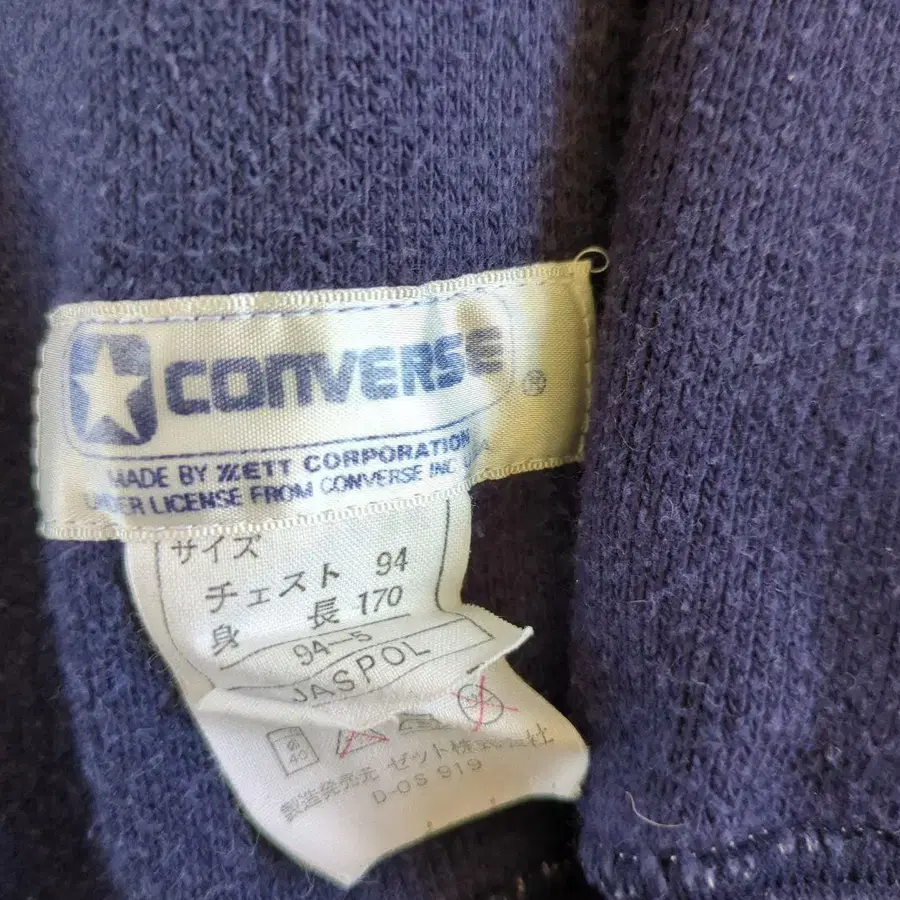 CONVERSE ®
MADE BY ZETT CORPORATION
UNDER LICENSE FROM CONVERSE INC
サイズ
チェスト 94
身長 170
94-5
JASPOL
40
製造発売元 ゼット株式会社
D-OS 919